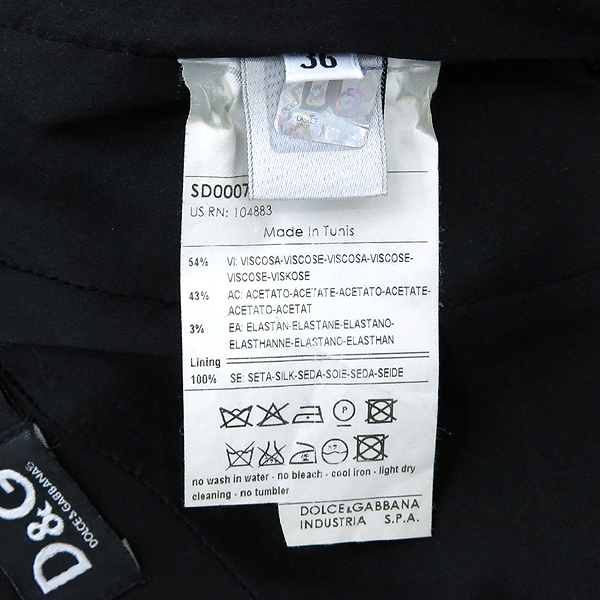 36
SD0007
US RN: 104883
Made In Tunis
54% VI: VISCOSA-VISCOSE-VISCOSA-VISCOSE-
VISCOSE-VISKOSE
43% AC: ACETATO-ACETATE-ACETATO-ACETATE-
ACETATO-ACETAT
3% EA: ELASTAN-ELASTANE-ELASTANO-
ELASTHANNE-ELASTANO-ELASTHAN
Lining
100% SE: SETA-SILK-SEDA-SOIE-SEDA-SEIDE
P
no wash in water - no bleach - cool iron - light dry
cleaning - no tumbler
DOLCE&GABBANA
INDUSTRIA S.P.A.
D&G
DOLCE&GABBANA